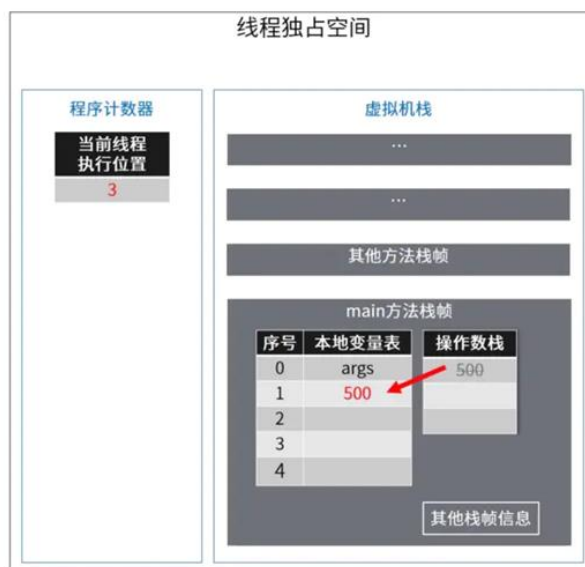 线程独占空间
程序计数器
当前线程
执行位置
3
虚拟机栈
...
...
其他方法栈帧
main方法栈帧
序号 本地变量表
0 args
1 500
2
3
4
操作数栈
500
其他栈帧信息